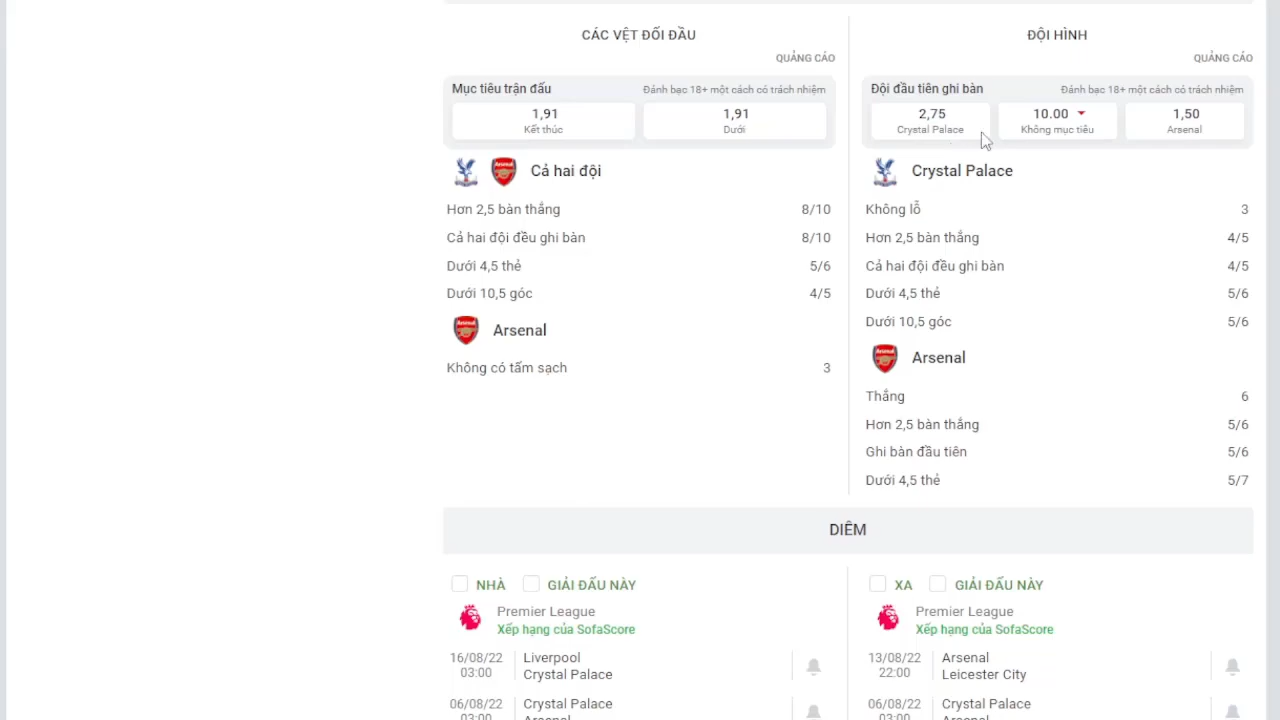 CÁC VỆT ĐỐI ĐẦU
QUẢNG CÁO
Mục tiêu trận đấu
Đánh bạc 18+ một cách có trách nhiệm
1,91
Kết thúc
1,91
Dưới
Cả hai đội
Hơn 2,5 bàn thắng 8/10
Cả hai đội đều ghi bàn 8/10
Dưới 4,5 thẻ 5/6
Dưới 10,5 góc 4/5
Arsenal
Không có tấm sạch 3
ĐỘI HÌNH
QUẢNG CÁO
Đội đầu tiên ghi bàn
Đánh bạc 18+ một cách có trách nhiệm
2,75
Crystal Palace
10.00
Không mục tiêu
1,50
Arsenal
Crystal Palace
Không lỗ 3
Hơn 2,5 bàn thắng 4/5
Cả hai đội đều ghi bàn 4/5
Dưới 4,5 thẻ 5/6
Dưới 10,5 góc 5/6
Arsenal
Thắng 6
Hơn 2,5 bàn thắng 5/6
Ghi bàn đầu tiên 5/6
Dưới 4,5 thẻ 5/7
DIÊM
NHÀ GIẢI ĐẤU NÀY
Premier League
Xếp hạng của SofaScore
16/08/22 Liverpool
03:00 Crystal Palace
06/08/22 Crystal Palace
03:00 Arsenal
XA GIẢI ĐẤU NÀY
Premier League
Xếp hạng của SofaScore
13/08/22 Arsenal
22:00 Leicester City
06/08/22 Crystal Palace
03:00 Arsenal